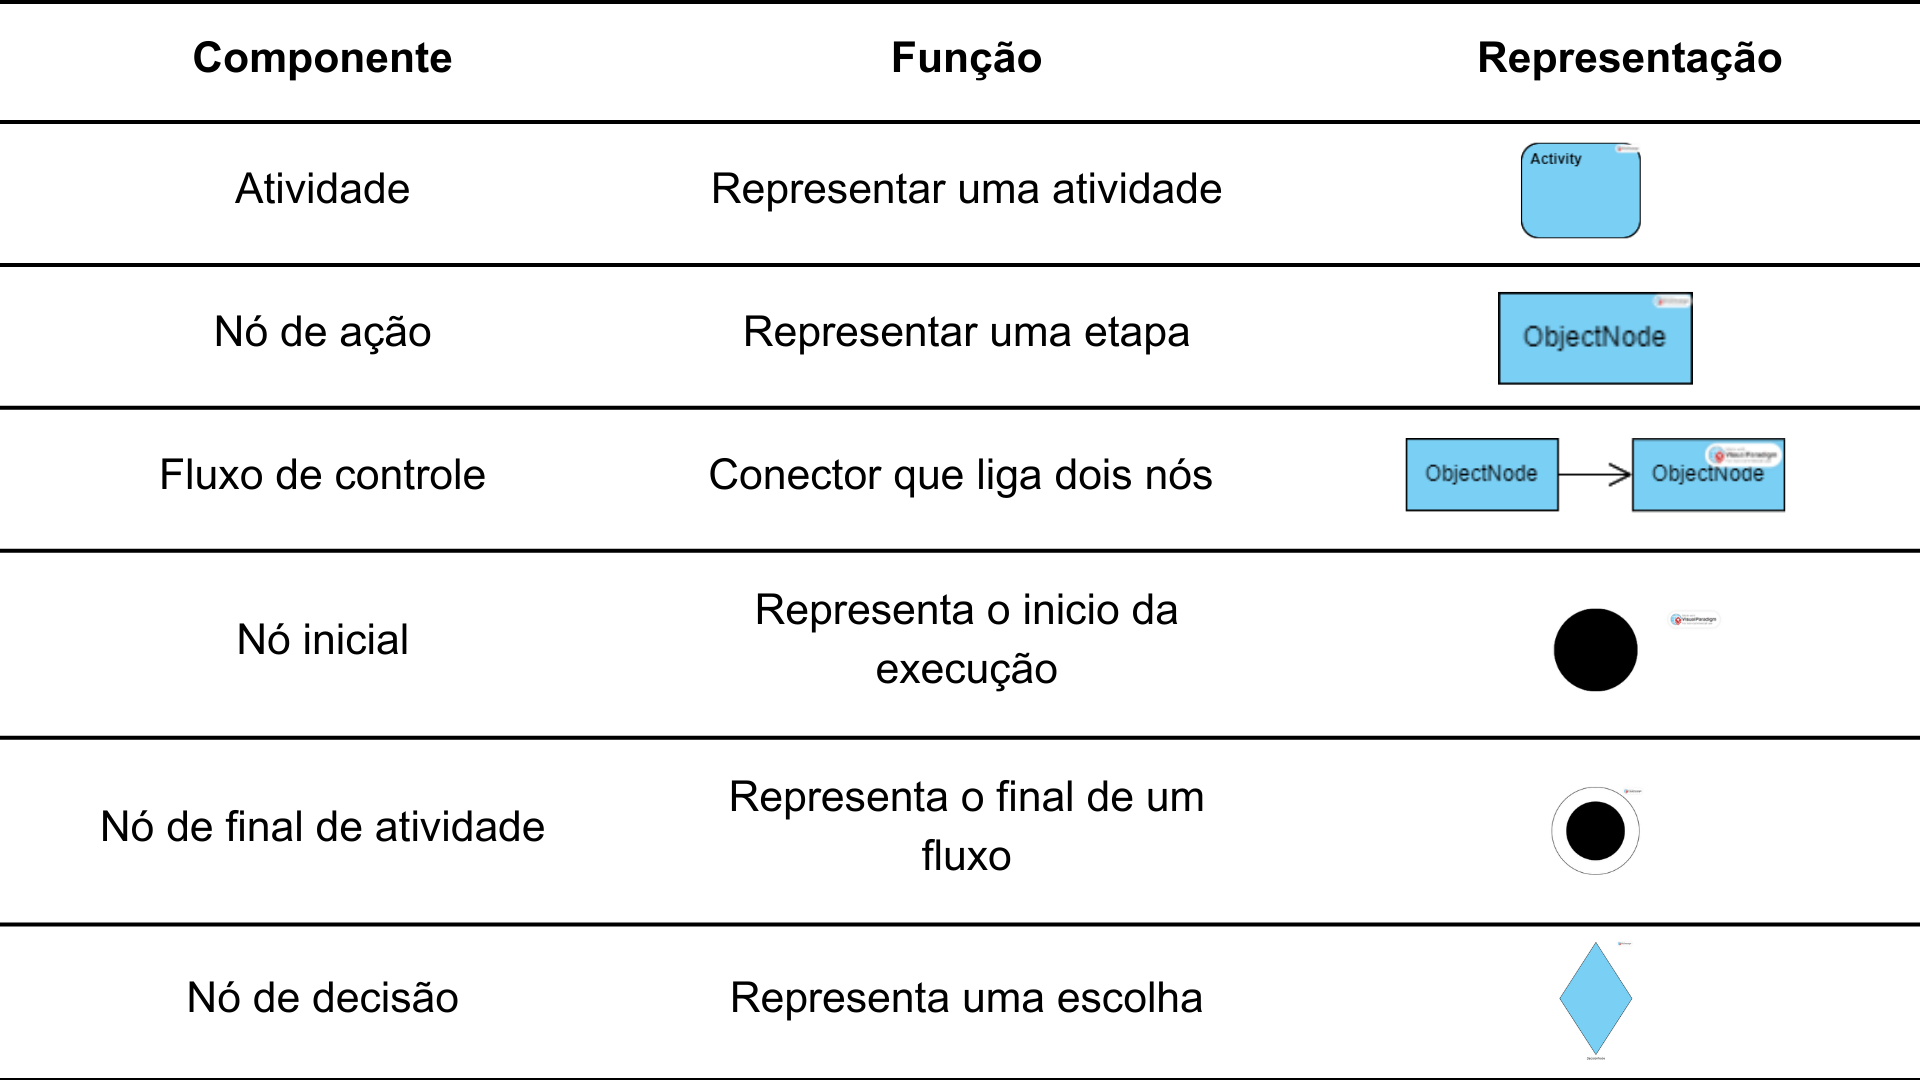 Componente Função Representação
Atividade Representar uma atividade Activity
Nó de ação Representar uma etapa ObjectNode
Fluxo de controle Conector que liga dois nós ObjectNode ObjectNode
Nó inicial Representa o inicio da
execução
Visual Paradigm
Nó de final de atividade Representa o final de um
fluxo
Nó de decisão Representa uma escolha